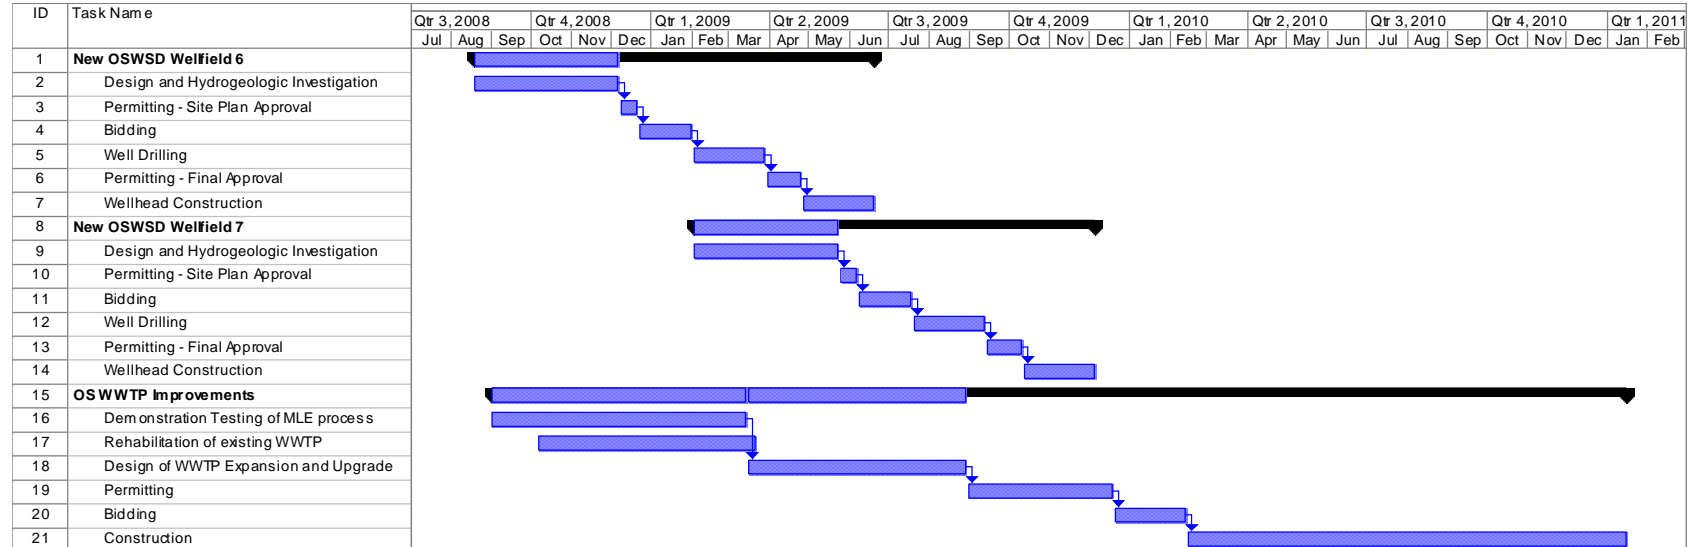 ID Task Name Qtr 3, 2008 Qtr 4, 2008 Qtr 1, 2009 Qtr 2, 2009 Qtr 3, 2009 Qtr 4, 2009 Qtr 1, 2010 Qtr 2, 2010 Qtr 3, 2010 Qtr 4, 2010 Qtr 1, 2011
Jul Aug Sep Oct Nov Dec Jan Feb Mar Apr May Jun Jul Aug Sep Oct Nov Dec Jan Feb Mar Apr May Jun Jul Aug Sep Oct Nov Dec Jan Feb
1 New OSWSD Wellfield 6
2 Design and Hydrogeologic Investigation
3 Permitting - Site Plan Approval
4 Bidding
5 Well Drilling
6 Permitting - Final Approval
7 Wellhead Construction
8 New OSWSD Wellfield 7
9 Design and Hydrogeologic Investigation
10 Permitting - Site Plan Approval
11 Bidding
12 Well Drilling
13 Permitting - Final Approval
14 Wellhead Construction
15 OS WWTP Improvements
16 Demonstration Testing of MLE process
17 Rehabilitation of existing WWTP
18 Design of WWTP Expansion and Upgrade
19 Permitting
20 Bidding
21 Construction